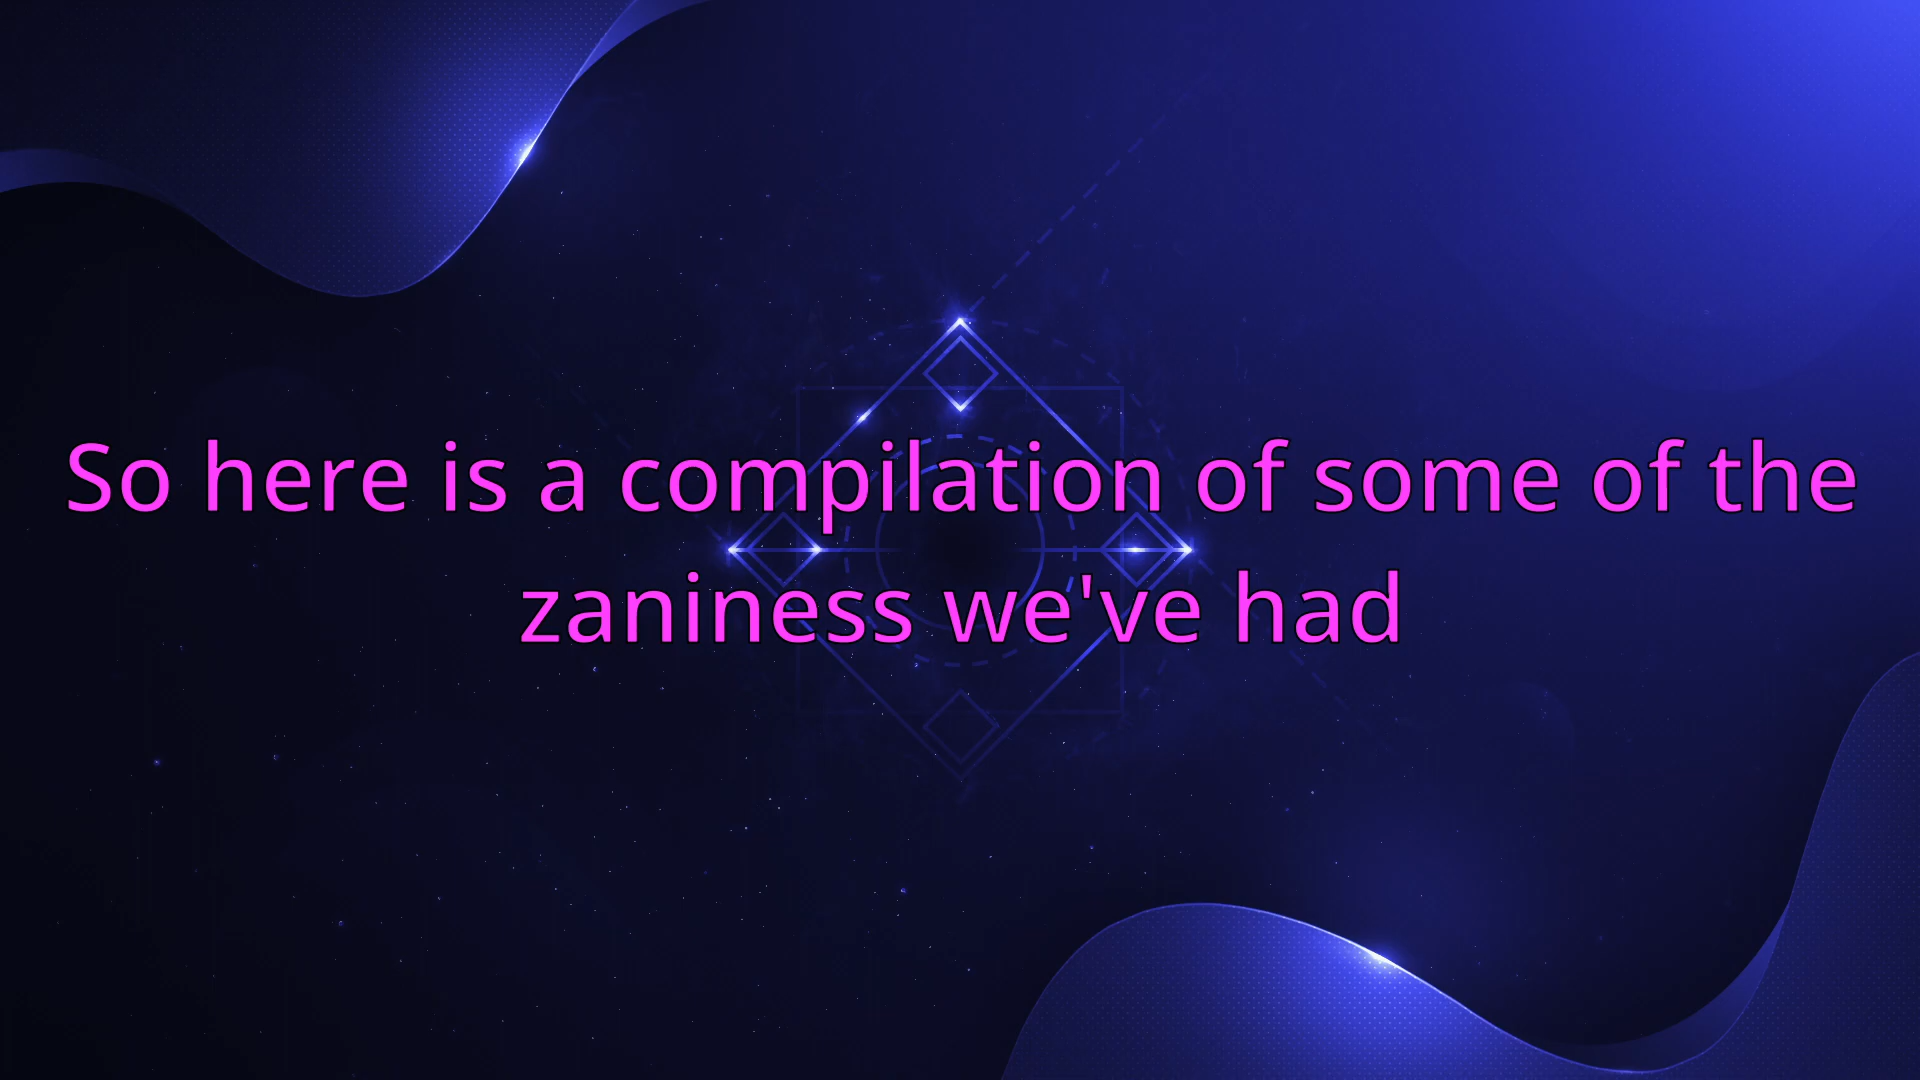 So here is a compilation of some of the
zaniness we've had